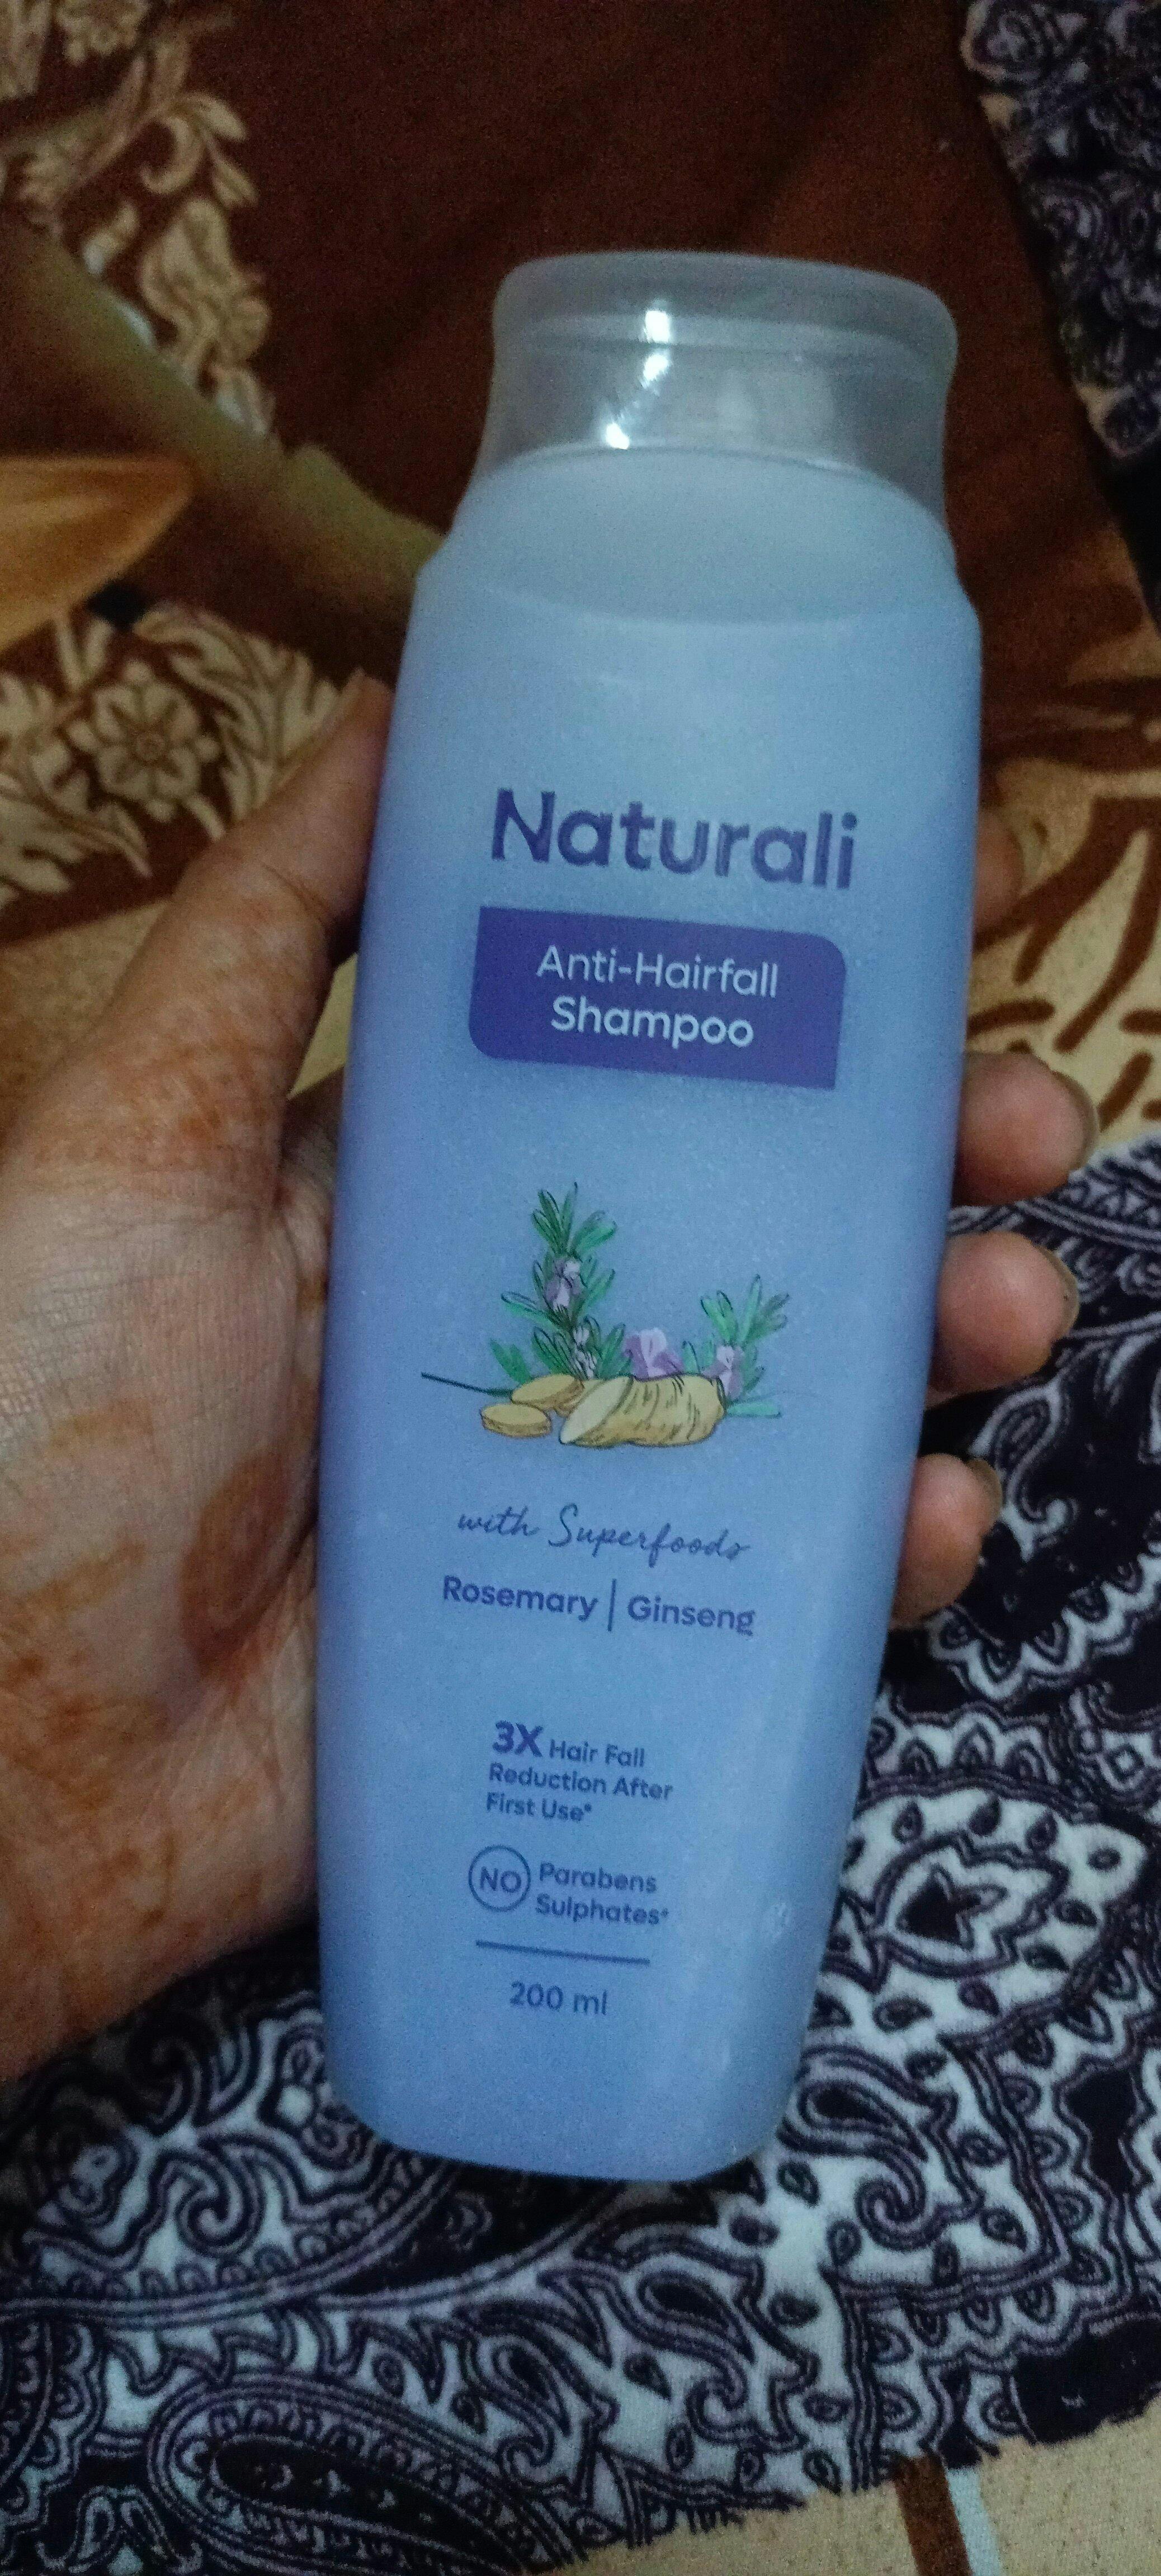 Naturali
Anti-Hairfall
Shampoo
with Superfoods
Rosemary | Ginseng
3X Hair Fall
Reduction After
First Use*
NO Parabens
Sulphates*
200 ml